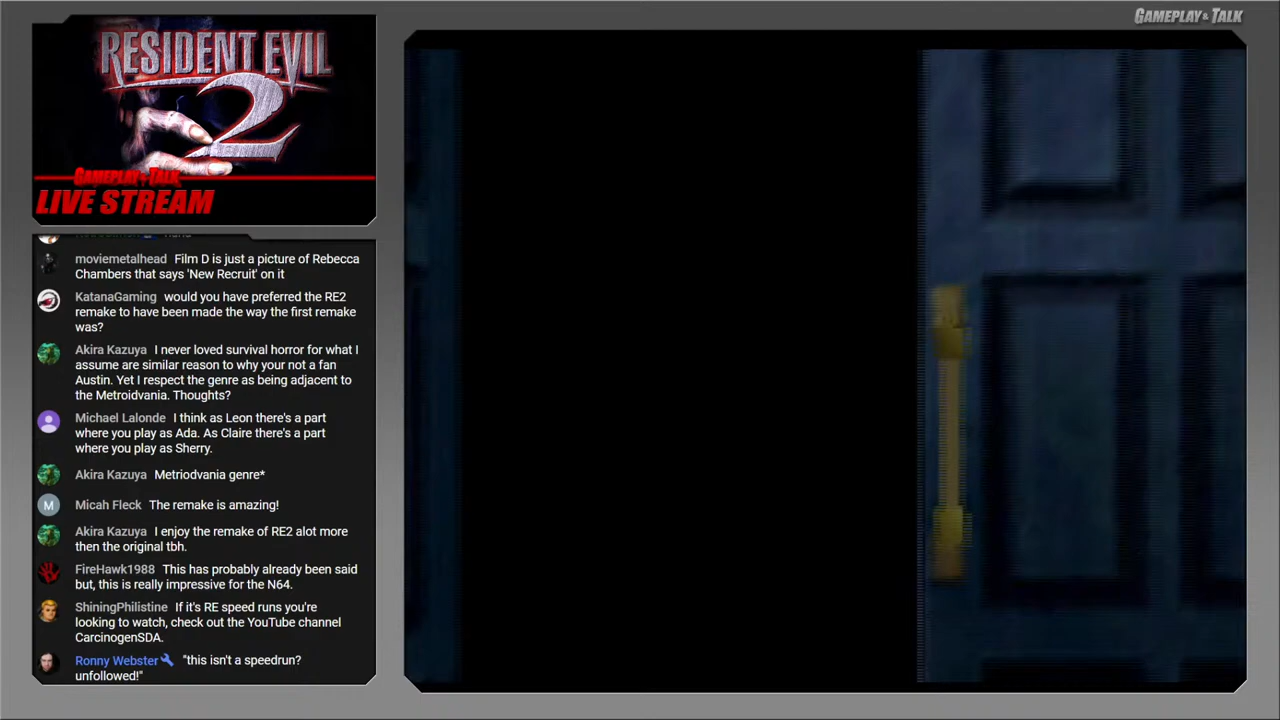 GAMEPLAY & TALK
RESIDENT EVIL
2
GAMEPLAY & TALK
LIVE STREAM
moviemetalhead Film D is just a picture of Rebecca
Chambers that says 'New Recruit' on it
KatanaGaming would you have preferred the RE2
remake to have been made the way the first remake
was?
Akira Kazuya I never loved survival horror for what I
assume are similar reason to why your not a fan
Austin. Yet I respect the genre as being adjacent to
the Metroidvania. Thoughts?
Michael Lalonde I think as Leon there's a part
where you play as Ada. As Claire there's a part
where you play as Sherry.
Akira Kazuya Metriodvania genre*
M Micah Fleck The remake is amazing!
Akira Kazuya I enjoy the remake of RE2 alot more
then the original tbh.
FireHawk1988 This has probably already been said
but, this is really impressive for the N64.
ShiningPhilistine If it's RE speed runs you're
looking to watch, check out the YouTube channel
CarcinogenSDA.
Ronny Webster "this isn't a speedrun?
unfollowed!"